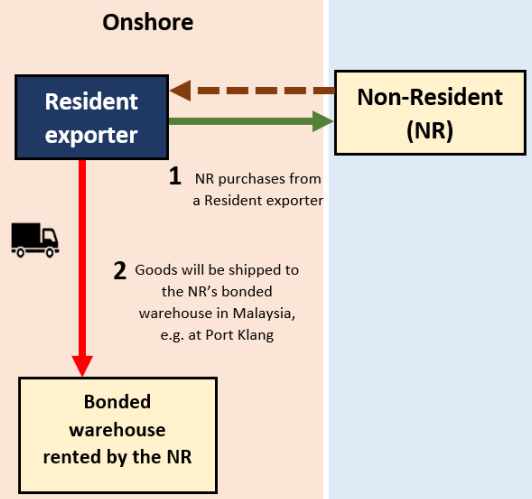 Onshore
Resident
exporter
Non-Resident
(NR)
1 NR purchases from
a Resident exporter
2 Goods will be shipped to
the NR's bonded
warehouse in Malaysia,
e.g. at Port Klang
Bonded
warehouse
rented by the NR